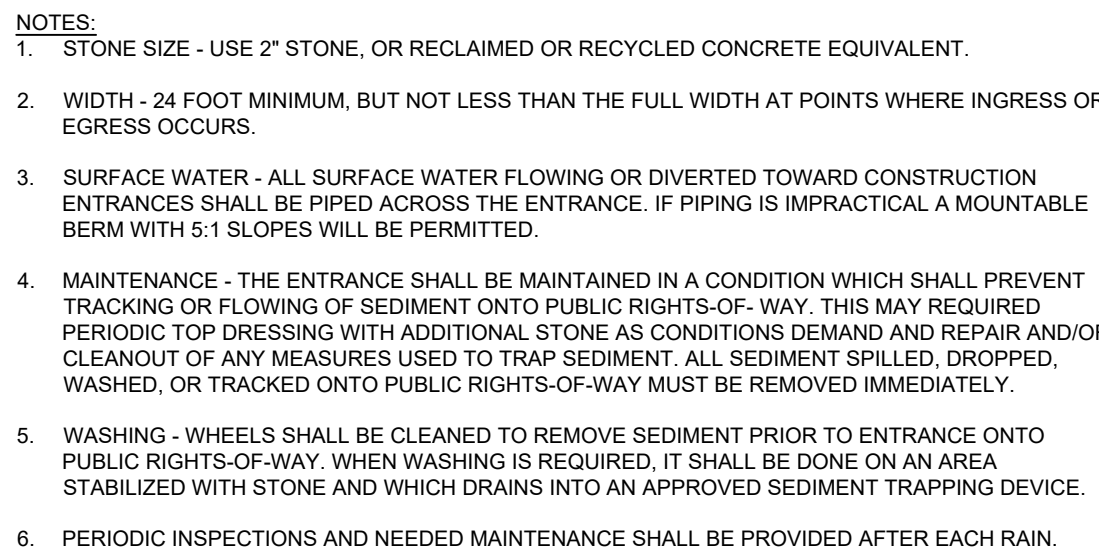 NOTES:
1. STONE SIZE - USE 2" STONE, OR RECLAIMED OR RECYCLED CONCRETE EQUIVALENT.
2. WIDTH - 24 FOOT MINIMUM, BUT NOT LESS THAN THE FULL WIDTH AT POINTS WHERE INGRESS OR
EGRESS OCCURS.
3. SURFACE WATER - ALL SURFACE WATER FLOWING OR DIVERTED TOWARD CONSTRUCTION
ENTRANCES SHALL BE PIPED ACROSS THE ENTRANCE. IF PIPING IS IMPRACTICAL A MOUNTABLE
BERM WITH 5:1 SLOPES WILL BE PERMITTED.
4. MAINTENANCE - THE ENTRANCE SHALL BE MAINTAINED IN A CONDITION WHICH SHALL PREVENT
TRACKING OR FLOWING OF SEDIMENT ONTO PUBLIC RIGHTS-OF- WAY. THIS MAY REQUIRED
PERIODIC TOP DRESSING WITH ADDITIONAL STONE AS CONDITIONS DEMAND AND REPAIR AND/OR
CLEANOUT OF ANY MEASURES USED TO TRAP SEDIMENT. ALL SEDIMENT SPILLED, DROPPED,
WASHED, OR TRACKED ONTO PUBLIC RIGHTS-OF-WAY MUST BE REMOVED IMMEDIATELY.
5. WASHING - WHEELS SHALL BE CLEANED TO REMOVE SEDIMENT PRIOR TO ENTRANCE ONTO
PUBLIC RIGHTS-OF-WAY. WHEN WASHING IS REQUIRED, IT SHALL BE DONE ON AN AREA
STABILIZED WITH STONE AND WHICH DRAINS INTO AN APPROVED SEDIMENT TRAPPING DEVICE.
6. PERIODIC INSPECTIONS AND NEEDED MAINTENANCE SHALL BE PROVIDED AFTER EACH RAIN.